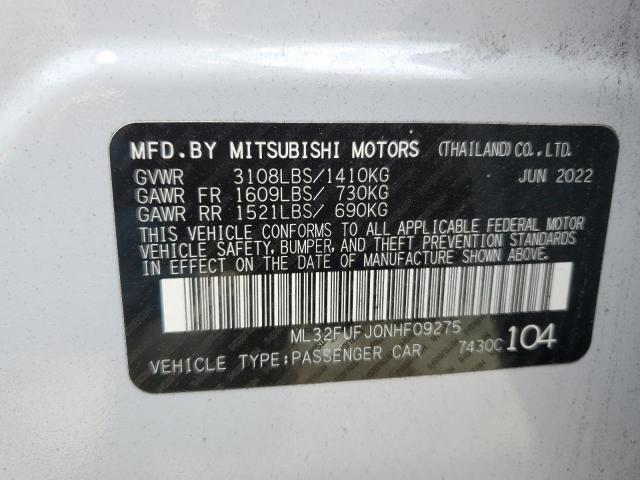 MFD.BY MITSUBISHI MOTORS (THAILAND)CO.,LTD.
GVWR 3108LBS/1410KG JUN 2022
GAWR FR 1609LBS/ 730KG
GAWR RR 1521LBS/ 690KG
THIS VEHICLE CONFORMS TO ALL APPLICABLE FEDERAL MOTOR
VEHICLE SAFETY, BUMPER, AND THEFT PREVENTION STANDARDS
IN EFFECT ON THE DATE OF MANUFACTURE SHOWN ABOVE.
ML32FUFJ0NHF09275
VEHICLE TYPE:PASSENGER CAR 7430C 104